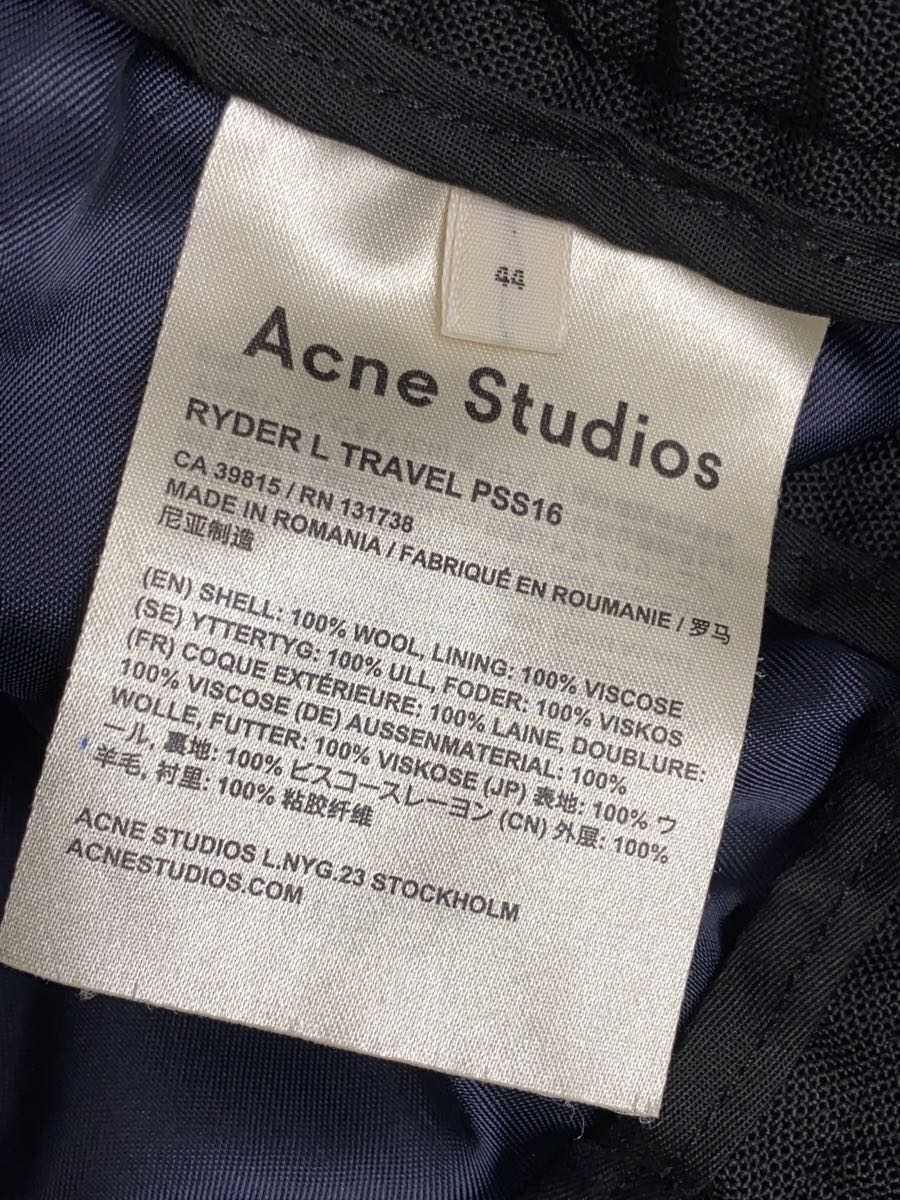 44
Acne Studios
RYDER L TRAVEL PSS16
CA 39815 / RN 131738
MADE IN ROMANIA / FABRIQUÉ EN ROUMANIE / 罗马
尼亚制造
(EN) SHELL: 100% WOOL, LINING: 100% VISCOSE
(SE) YTTERTYG: 100% ULL, FODER: 100% VISKOS
(FR) COQUE EXTÉRIEURE: 100% LAINE, DOUBLURE:
100% VISCOSE (DE) AUSSENMATERIAL: 100%
WOLLE, FUTTER: 100% VISKOSE (JP) 表地: 100% ウ
ール, 裏地: 100% ビスコースレーヨン (CN) 外层: 100%
羊毛, 衬里: 100% 粘胶纤维
ACNE STUDIOS L.NYG.23 STOCKHOLM
ACNESTUDIOS.COM